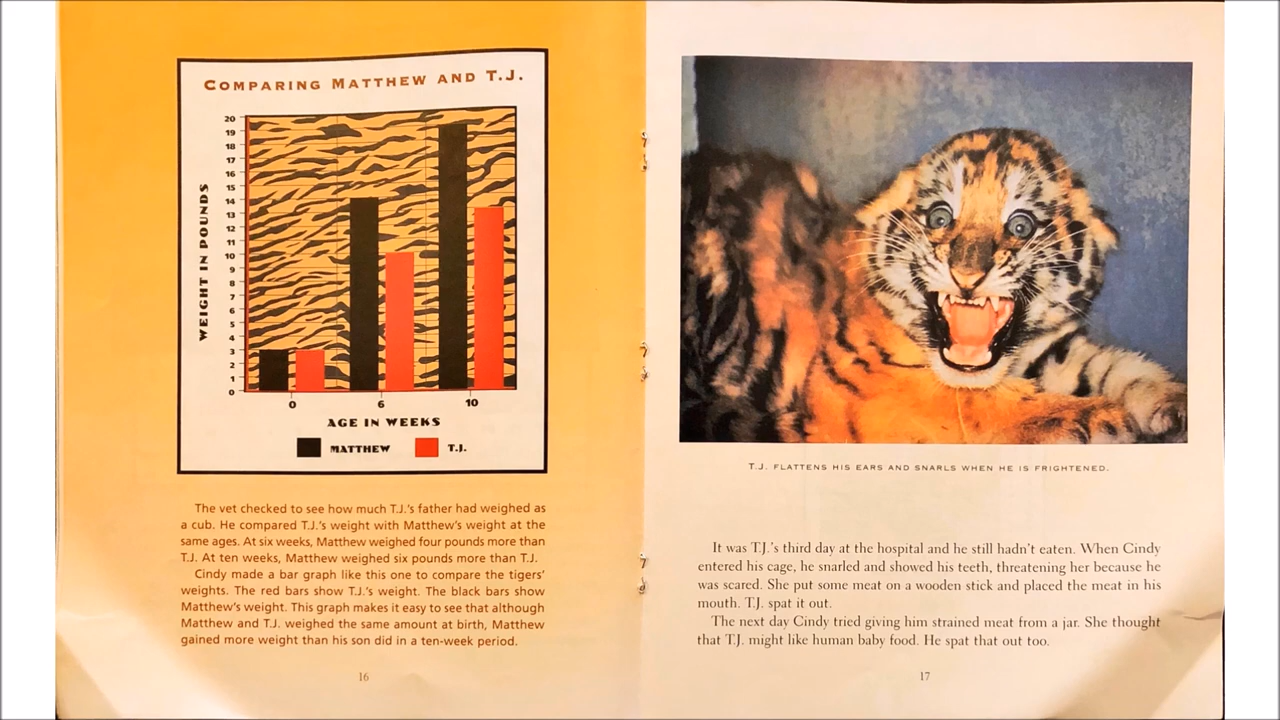 COMPARING MATTHEW AND T.J.
WEIGHT IN POUNDS
20
19
18
17
16
15
14
13
12
11
10
9
8
7
6
5
4
3
2
1
0
0 6 10
AGE IN WEEKS
MATTHEW T.J.
The vet checked to see how much T.J.'s father had weighed as
a cub. He compared T.J.'s weight with Matthew's weight at the
same ages. At six weeks, Matthew weighed four pounds more than
T.J. At ten weeks, Matthew weighed six pounds more than T.J.
Cindy made a bar graph like this one to compare the tigers'
weights. The red bars show T.J.'s weight. The black bars show
Matthew's weight. This graph makes it easy to see that although
Matthew and T.J. weighed the same amount at birth, Matthew
gained more weight than his son did in a ten-week period.
16
T.J. FLATTENS HIS EARS AND SNARLS WHEN HE IS FRIGHTENED.
It was T.J.'s third day at the hospital and he still hadn't eaten. When Cindy
entered his cage, he snarled and showed his teeth, threatening her because he
was scared. She put some meat on a wooden stick and placed the meat in his
mouth. T.J. spat it out.
The next day Cindy tried giving him strained meat from a jar. She thought
that T.J. might like human baby food. He spat that out too.
17